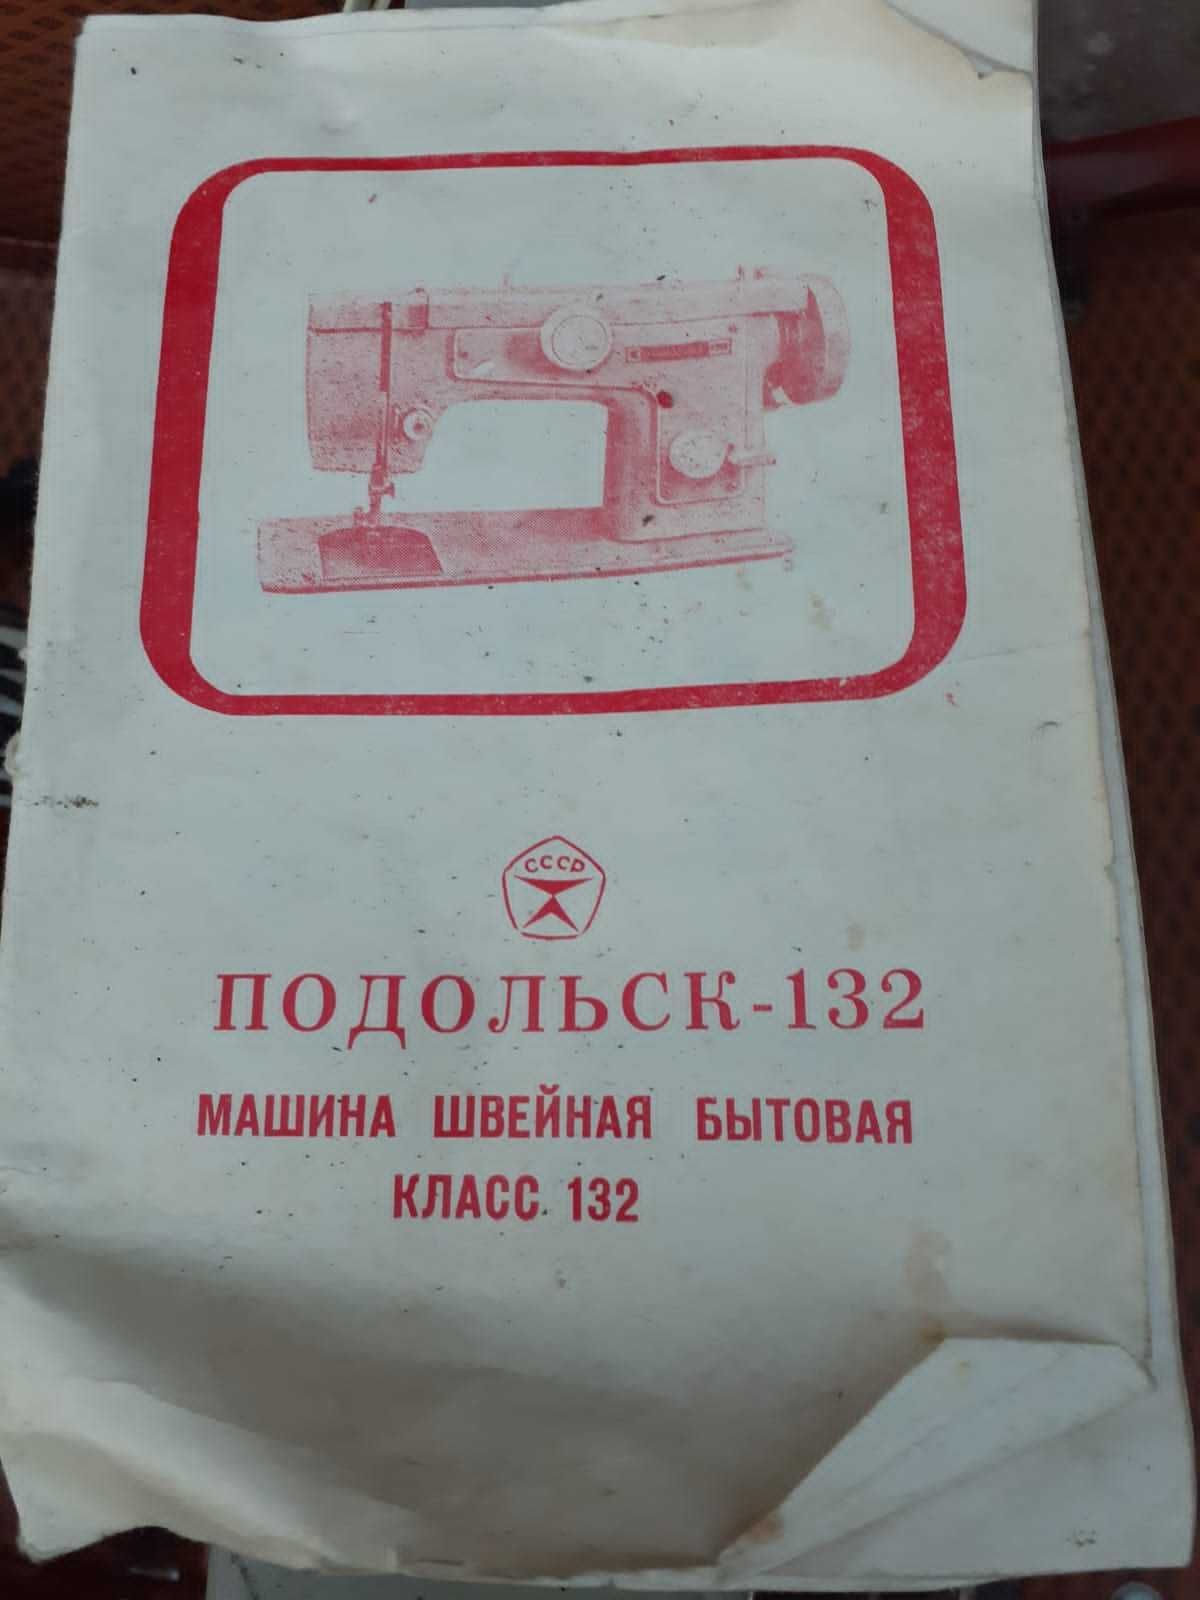 СССР
ПОДОЛЬСК-132
МАШИНА ШВЕЙНАЯ БЫТОВАЯ
КЛАСС 132